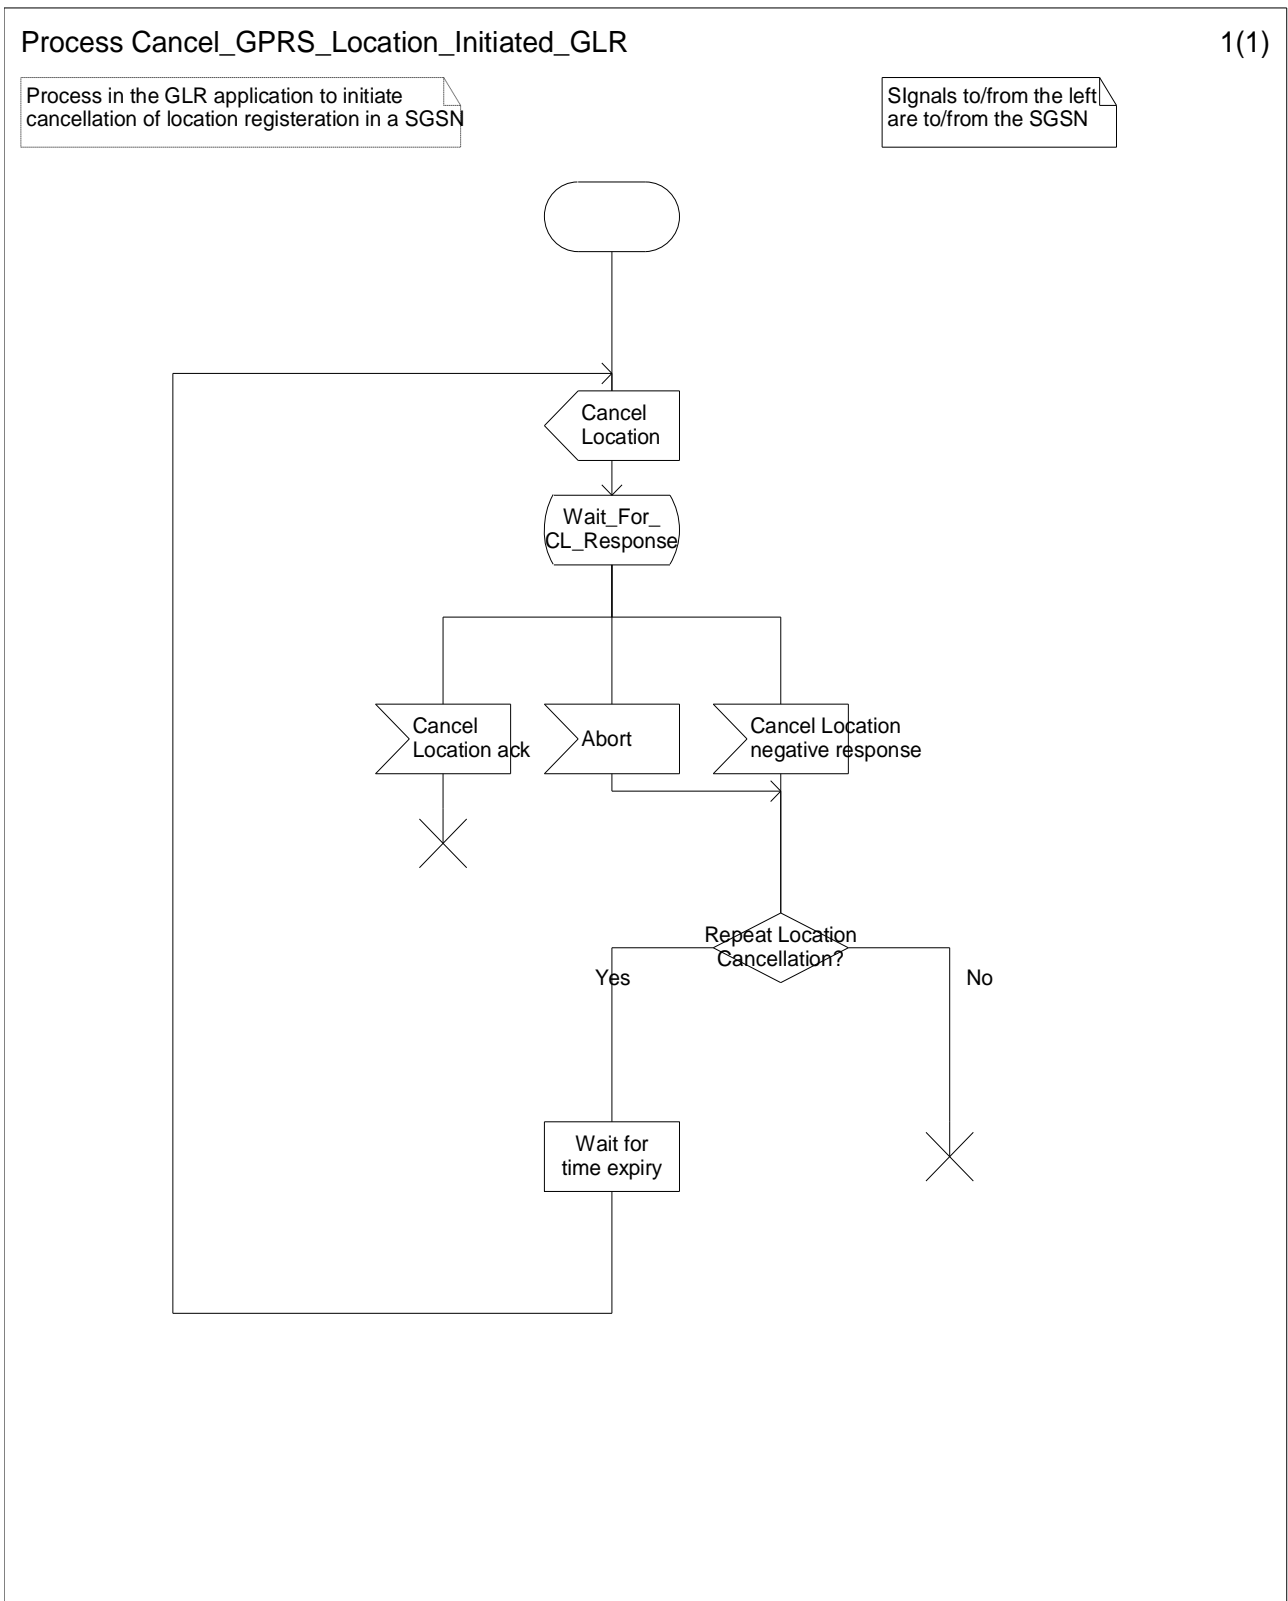 Process Cancel_GPRS_Location_Initiated_GLR
1(1)
Process in the GLR application to initiate
cancellation of location registeration in a SGSN
SIgnals to/from the left
are to/from the SGSN
Cancel
Location
Wait_For_
CL_Response
Cancel
Location ack
Abort
Cancel Location
negative response
Repeat Location
Cancellation?
Yes
No
Wait for
time expiry